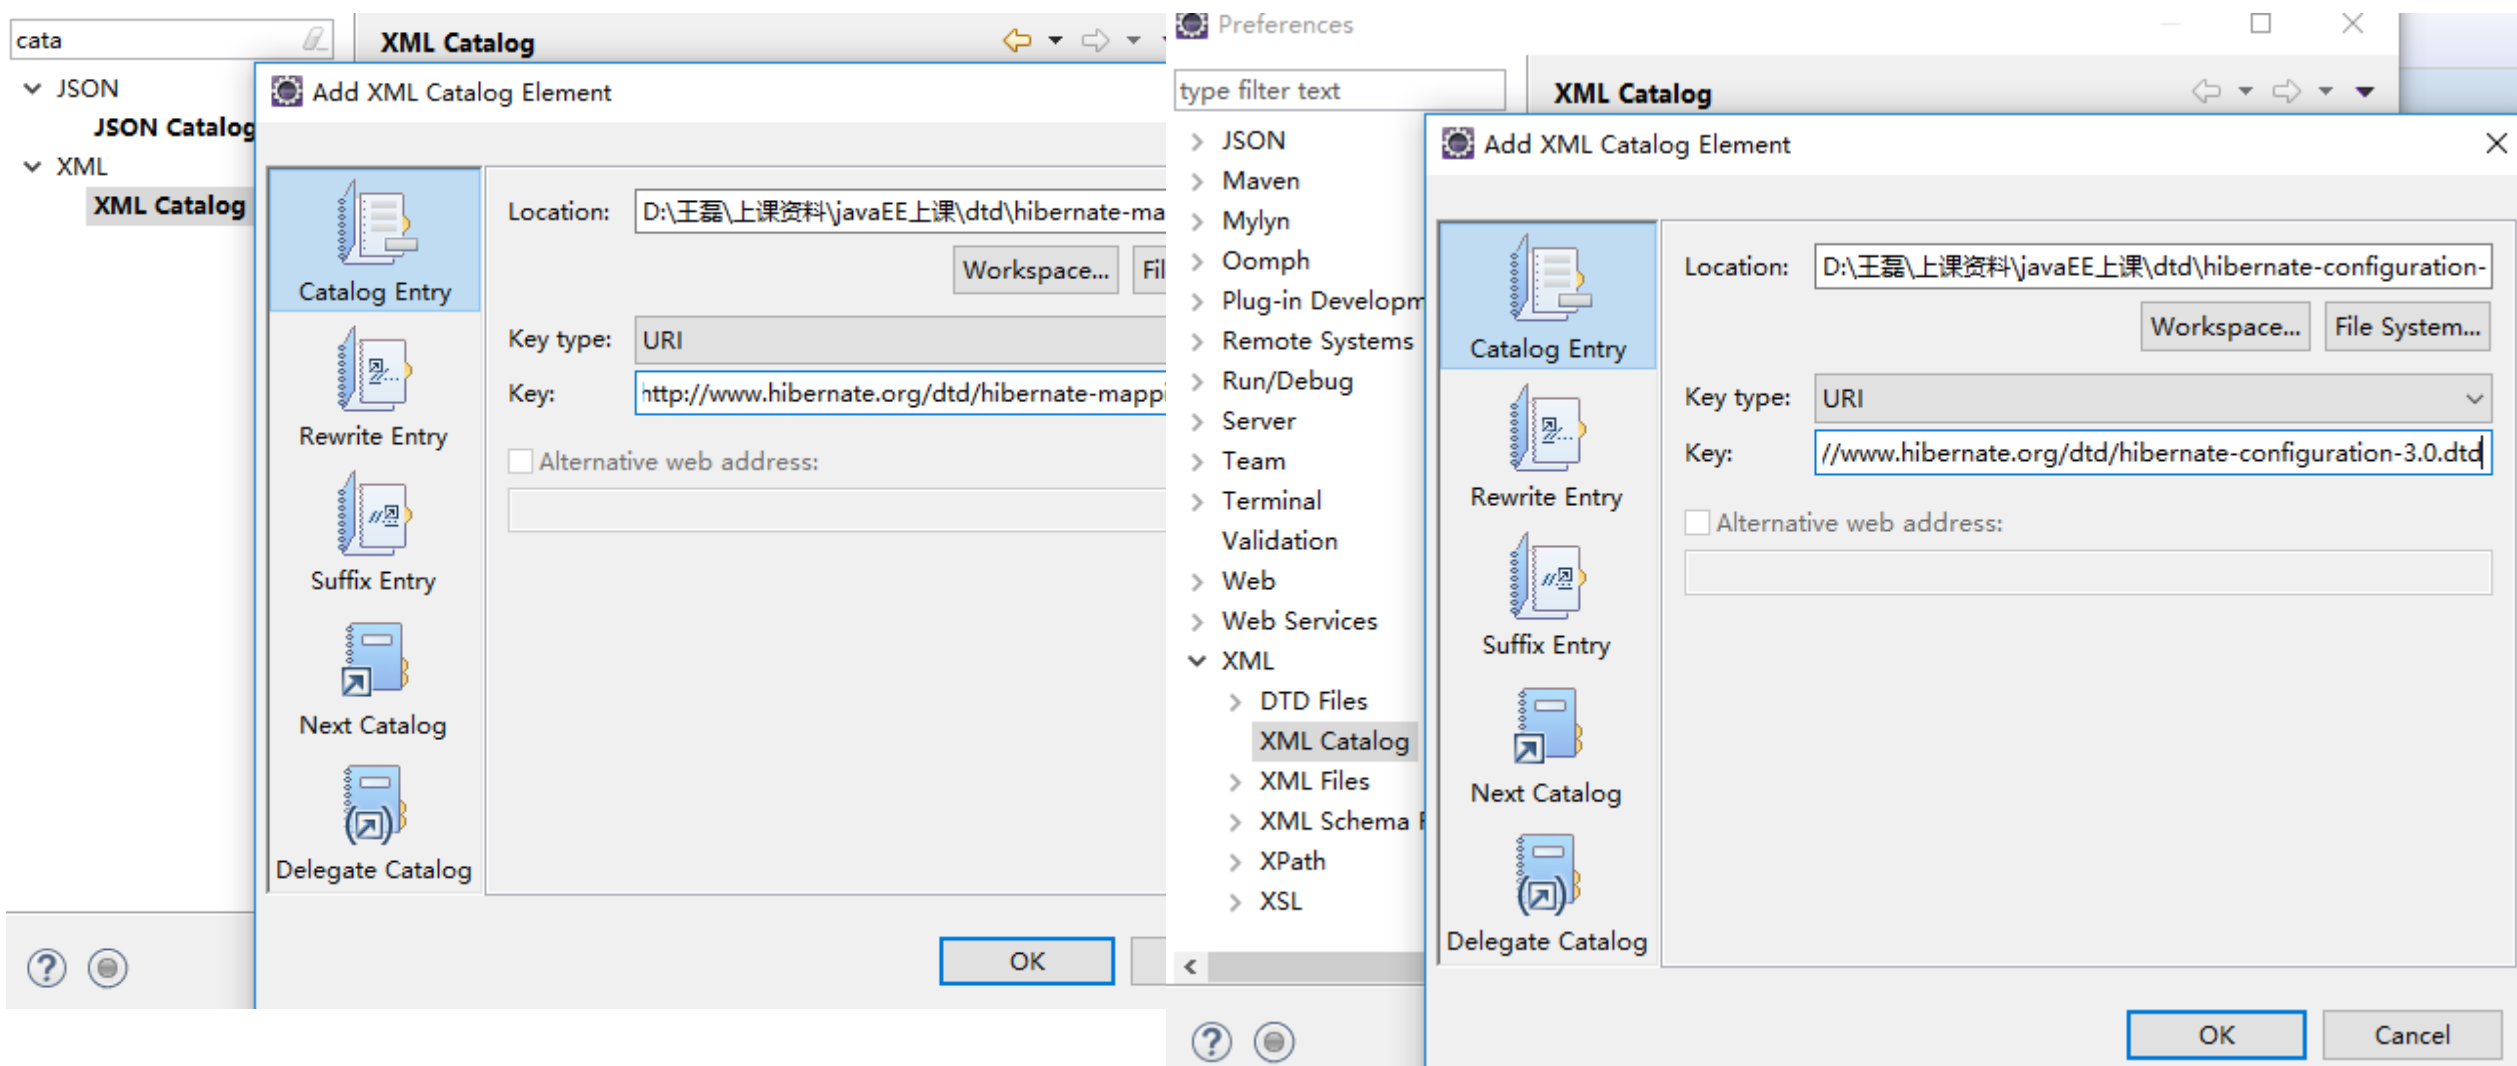 cata
XML Catalog
JSON
JSON Catalog
XML
XML Catalog
Add XML Catalog Element
Catalog Entry
Rewrite Entry
Suffix Entry
Next Catalog
Delegate Catalog
Location: D:\王磊\上课资料\javaEE上课\dtd\hibernate-ma
Workspace... Fil
Key type: URI
Key: http://www.hibernate.org/dtd/hibernate-mappi
Alternative web address:
OK
Preferences
type filter text
XML Catalog
JSON
Maven
Mylyn
Oomph
Plug-in Developm
Remote Systems
Run/Debug
Server
Team
Terminal
Validation
Web
Web Services
XML
DTD Files
XML Catalog
XML Files
XML Schema F
XPath
XSL
Add XML Catalog Element
Catalog Entry
Rewrite Entry
Suffix Entry
Next Catalog
Delegate Catalog
Location: D:\王磊\上课资料\javaEE上课\dtd\hibernate-configuration-
Workspace... File System...
Key type: URI
Key: //www.hibernate.org/dtd/hibernate-configuration-3.0.dtd
Alternative web address:
OK Cancel